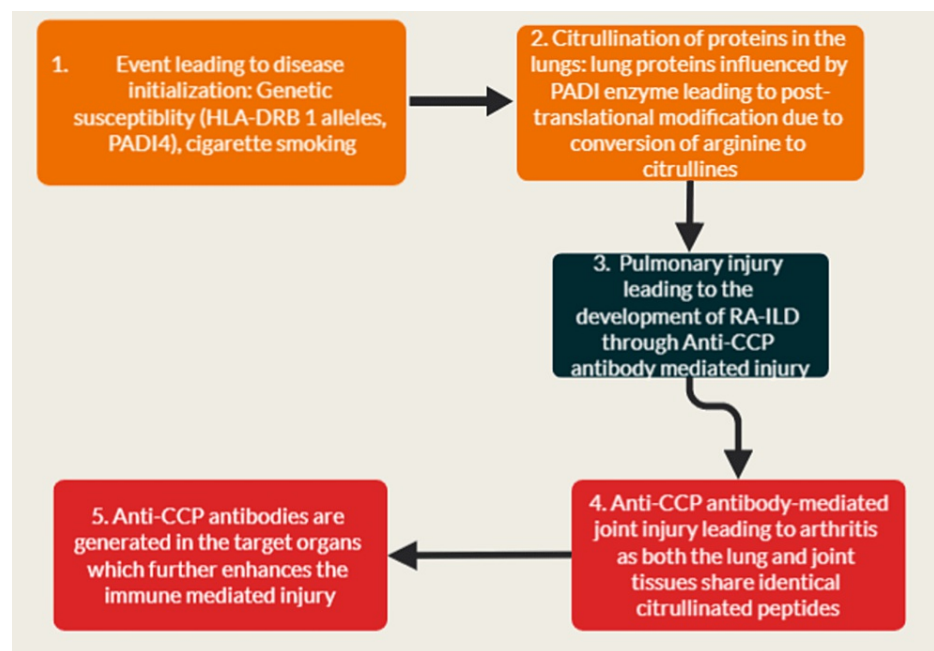 1. Event leading to disease
initialization: Genetic
susceptiblity (HLA-DRB 1 alleles,
PADI4), cigarette smoking
2. Citrullination of proteins in the
lungs: lung proteins influenced by
PADI enzyme leading to post-
translational modification due to
conversion of arginine to
citrullines
3. Pulmonary injury
leading to the
development of RA-ILD
through Anti-CCP
antibody mediated injury
4. Anti-CCP antibody-mediated
joint injury leading to arthritis
as both the lung and joint
tissues share identical
citrullinated peptides
5. Anti-CCP antibodies are
generated in the target organs
which further enhances the
immune mediated injury